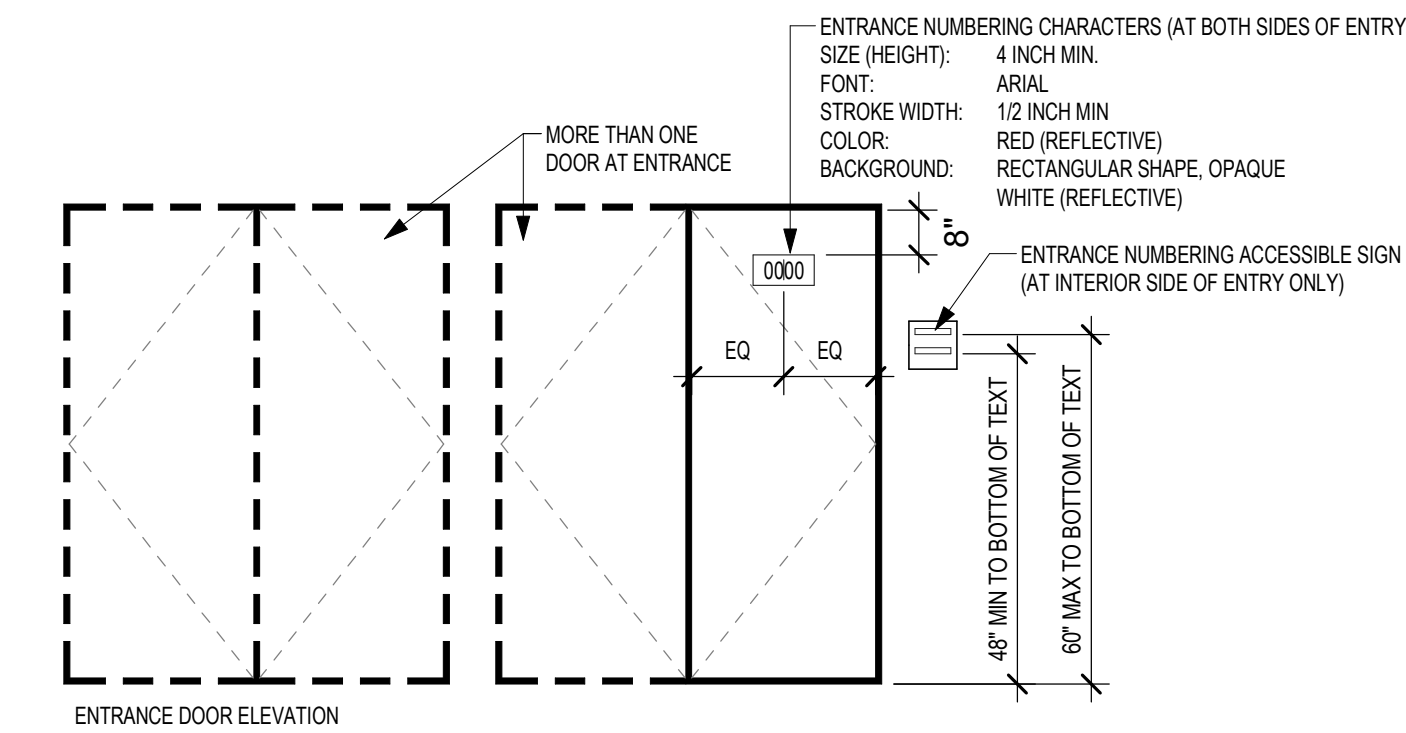 ENTRANCE NUMBERING CHARACTERS (AT BOTH SIDES OF ENTRY
SIZE (HEIGHT): 4 INCH MIN.
FONT: ARIAL
STROKE WIDTH: 1/2 INCH MIN
COLOR: RED (REFLECTIVE)
BACKGROUND: RECTANGULAR SHAPE, OPAQUE
WHITE (REFLECTIVE)
MORE THAN ONE
DOOR AT ENTRANCE
8"
0000
ENTRANCE NUMBERING ACCESSIBLE SIGN
(AT INTERIOR SIDE OF ENTRY ONLY)
EQ EQ
48" MIN TO BOTTOM OF TEXT
60" MAX TO BOTTOM OF TEXT
ENTRANCE DOOR ELEVATION